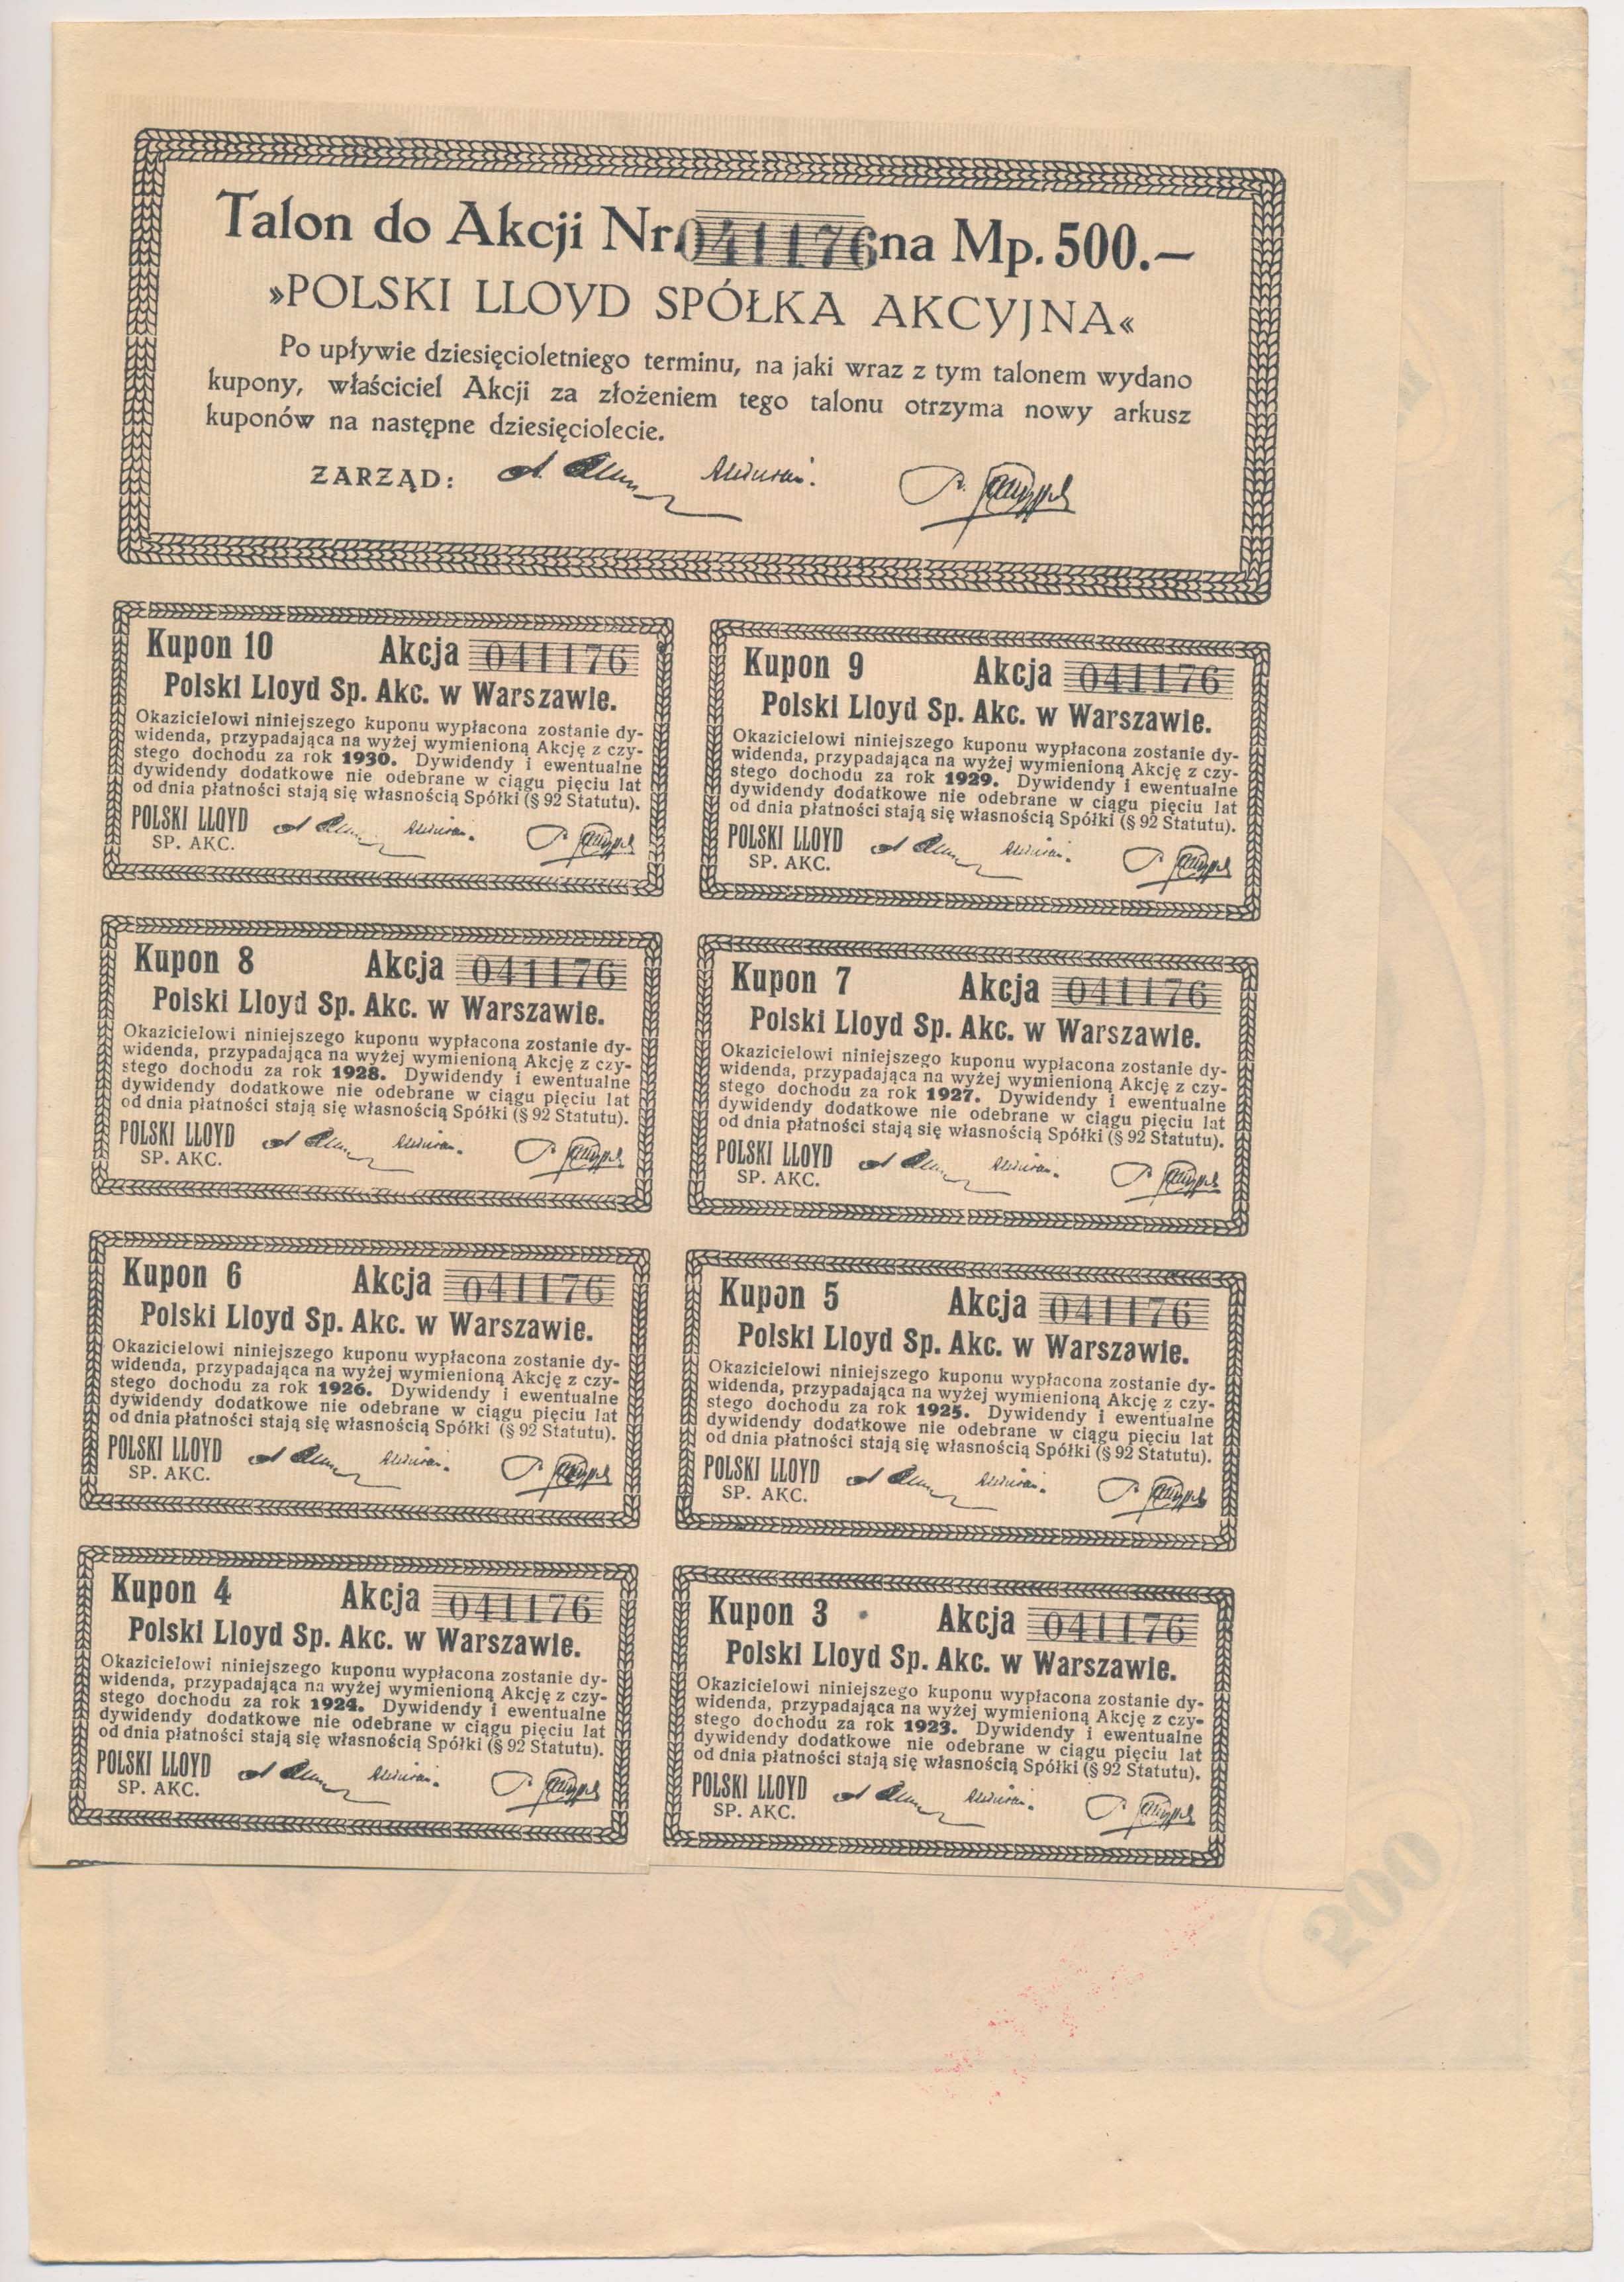 Talon do Akcji Nr. 041176 na Mp. 500.—
»POLSKI LLOYD SPÓŁKA AKCYJNA«
Po upływie dziesięcioletniego terminu, na jaki wraz z tym talonem wydano
kupony, właściciel Akcji za złożeniem tego talonu otrzyma nowy arkusz
kuponów na następne dziesięciolecie.
ZARZĄD:
Kupon 10 Akcja 041176
Polski Lloyd Sp. Akc. w Warszawie.
Okazicielowi niniejszego kuponu wypłacona zostanie dy-
widenda, przypadająca na wyżej wymienioną Akcję z czy-
stego dochodu za rok 1930. Dywidendy i ewentualne
dywidendy dodatkowe nie odebrane w ciągu pięciu lat
od dnia płatności stają się własnością Spółki (§ 92 Statutu).
POLSKI LLOYD
SP. AKC.
Kupon 9 Akcja 041176
Polski Lloyd Sp. Akc. w Warszawie.
Okazicielowi niniejszego kuponu wypłacona zostanie dy-
widenda, przypadająca na wyżej wymienioną Akcję z czy-
stego dochodu za rok 1929. Dywidendy i ewentualne
dywidendy dodatkowe nie odebrane w ciągu pięciu lat
od dnia płatności stają się własnością Spółki (§ 92 Statutu).
POLSKI LLOYD
SP. AKC.
Kupon 8 Akcja 041176
Polski Lloyd Sp. Akc. w Warszawie.
Okazicielowi niniejszego kuponu wypłacona zostanie dy-
widenda, przypadająca na wyżej wymienioną Akcję z czy-
stego dochodu za rok 1928. Dywidendy i ewentualne
dywidendy dodatkowe nie odebrane w ciągu pięciu lat
od dnia płatności stają się własnością Spółki (§ 92 Statutu).
POLSKI LLOYD
SP. AKC.
Kupon 7 Akcja 041176
Polski Lloyd Sp. Akc. w Warszawie.
Okazicielowi niniejszego kuponu wypłacona zostanie dy-
widenda, przypadająca na wyżej wymienioną Akcję z czy-
stego dochodu za rok 1927. Dywidendy i ewentualne
dywidendy dodatkowe nie odebrane w ciągu pięciu lat
od dnia płatności stają się własnością Spółki (§ 92 Statutu).
POLSKI LLOYD
SP. AKC.
Kupon 6 Akcja 041176
Polski Lloyd Sp. Akc. w Warszawie.
Okazicielowi niniejszego kuponu wypłacona zostanie dy-
widenda, przypadająca na wyżej wymienioną Akcję z czy-
stego dochodu za rok 1926. Dywidendy i ewentualne
dywidendy dodatkowe nie odebrane w ciągu pięciu lat
od dnia płatności stają się własnością Spółki (§ 92 Statutu).
POLSKI LLOYD
SP. AKC.
Kupon 5 Akcja 041176
Polski Lloyd Sp. Akc. w Warszawie.
Okazicielowi niniejszego kuponu wypłacona zostanie dy-
widenda, przypadająca na wyżej wymienioną Akcję z czy-
stego dochodu za rok 1925. Dywidendy i ewentualne
dywidendy dodatkowe nie odebrane w ciągu pięciu lat
od dnia płatności stają się własnością Spółki (§ 92 Statutu).
POLSKI LLOYD
SP. AKC.
Kupon 4 Akcja 041176
Polski Lloyd Sp. Akc. w Warszawie.
Okazicielowi niniejszego kuponu wypłacona zostanie dy-
widenda, przypadająca na wyżej wymienioną Akcję z czy-
stego dochodu za rok 1924. Dywidendy i ewentualne
dywidendy dodatkowe nie odebrane w ciągu pięciu lat
od dnia płatności stają się własnością Spółki (§ 92 Statutu).
POLSKI LLOYD
SP. AKC.
Kupon 3 Akcja 041176
Polski Lloyd Sp. Akc. w Warszawie.
Okazicielowi niniejszego kuponu wypłacona zostanie dy-
widenda, przypadająca na wyżej wymienioną Akcję z czy-
stego dochodu za rok 1923. Dywidendy i ewentualne
dywidendy dodatkowe nie odebrane w ciągu pięciu lat
od dnia płatności stają się własnością Spółki (§ 92 Statutu).
POLSKI LLOYD
SP. AKC.